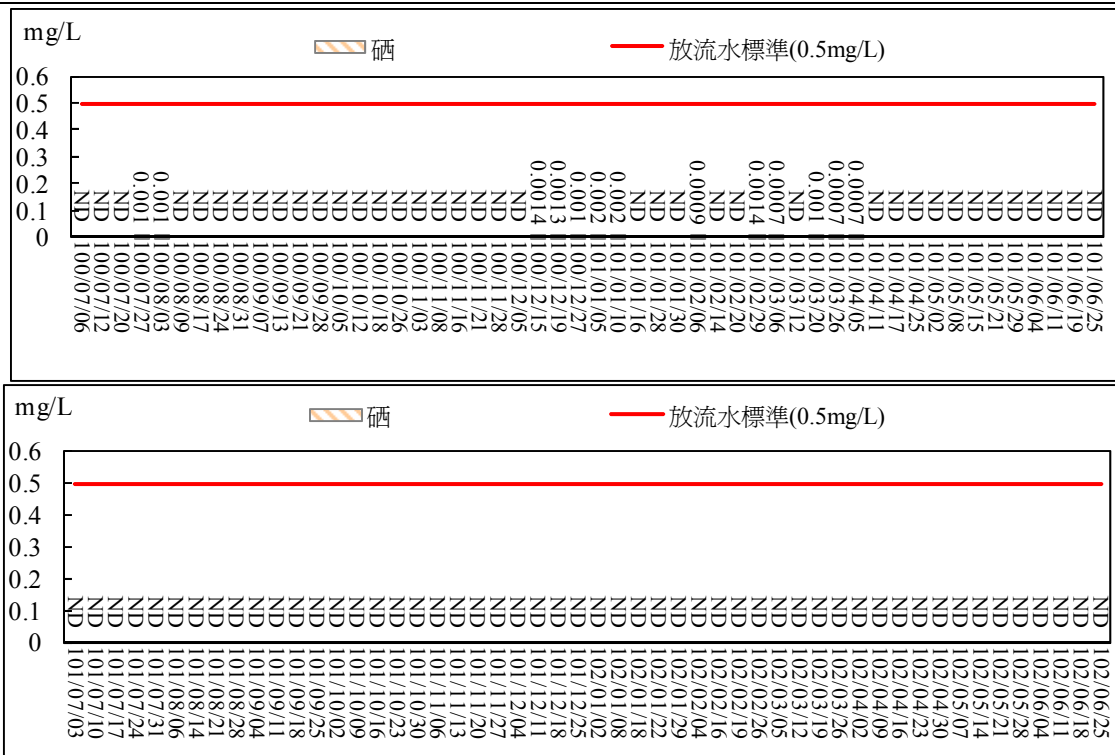 mg/L
硒
放流水標準(0.5mg/L)
0.6
0.5
0.4
0.3
0.2
0.1
0
ND ND ND 0.001 0.001 ND ND ND ND ND ND ND ND ND ND ND ND ND ND ND ND ND ND 0.0014 0.0013 0.001 0.002 0.002 ND ND ND 0.0009 ND ND 0.0014 0.0007 ND 0.001 0.0007 0.0007 ND ND ND ND ND ND ND ND ND ND ND ND
100/07/06 100/07/12 100/07/20 100/07/27 100/08/03 100/08/09 100/08/17 100/08/24 100/08/31 100/09/07 100/09/13 100/09/21 100/09/28 100/10/05 100/10/12 100/10/18 100/10/26 100/11/03 100/11/08 100/11/16 100/11/21 100/11/28 100/12/05 100/12/15 100/12/19 100/12/27 101/01/05 101/01/10 101/01/16 101/01/28 101/01/30 101/02/06 101/02/14 101/02/20 101/02/29 101/03/06 101/03/12 101/03/20 101/03/26 101/04/05 101/04/11 101/04/17 101/04/25 101/05/02 101/05/08 101/05/15 101/05/21 101/05/29 101/06/04 101/06/11 101/06/19 101/06/25
mg/L
硒
放流水標準(0.5mg/L)
0.6
0.5
0.4
0.3
0.2
0.1
0
ND ND ND ND ND ND ND ND ND ND ND ND ND ND ND ND ND ND ND ND ND ND ND ND ND ND ND ND ND ND ND ND ND ND ND ND ND ND ND ND ND ND ND ND ND ND ND ND ND ND ND ND
101/07/03 101/07/10 101/07/17 101/07/24 101/07/31 101/08/06 101/08/14 101/08/21 101/08/28 101/09/04 101/09/11 101/09/18 101/09/25 101/10/02 101/10/09 101/10/16 101/10/23 101/10/30 101/11/06 101/11/13 101/11/20 101/11/27 101/12/04 101/12/11 101/12/18 101/12/25 102/01/02 102/01/08 102/01/18 102/01/22 102/01/29 102/02/04 102/02/16 102/02/19 102/02/26 102/03/05 102/03/12 102/03/19 102/03/26 102/04/02 102/04/09 102/04/16 102/04/23 102/04/30 102/05/07 102/05/14 102/05/21 102/05/28 102/06/04 102/06/11 102/06/18 102/06/25